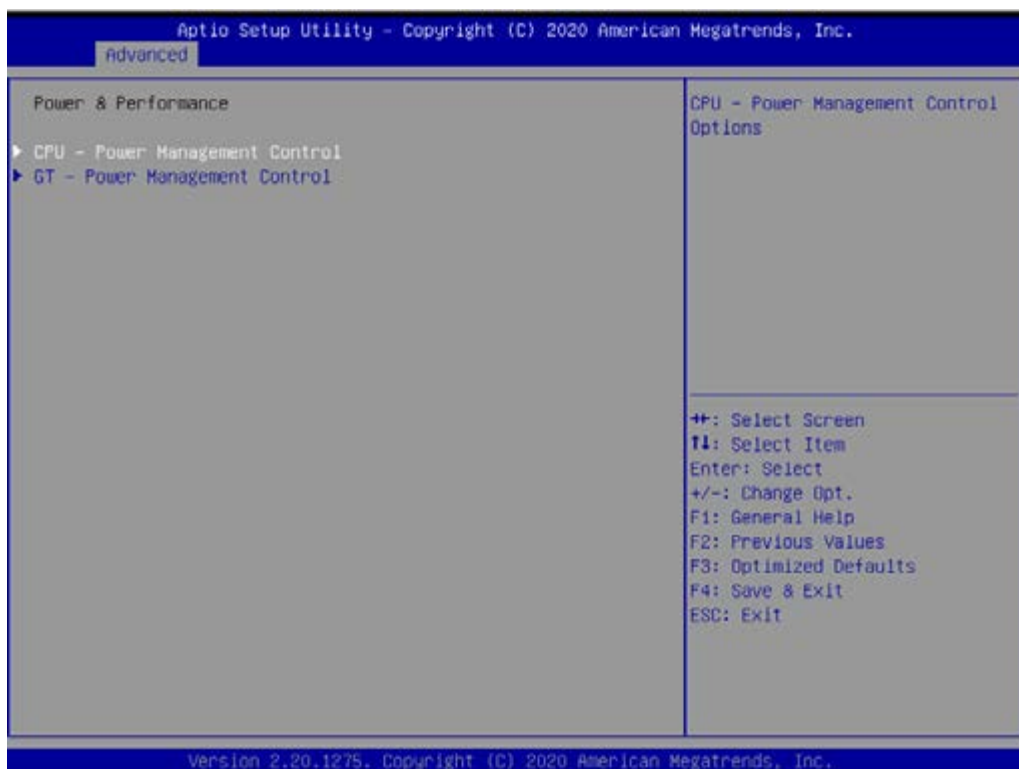 Aptio Setup Utility - Copyright (C) 2020 American Megatrends, Inc.
Advanced
Power & Performance
CPU - Power Management Control
GT - Power Management Control
CPU - Power Management Control
Options
: Select Screen
↑↓: Select Item
Enter: Select
+/-: Change Opt.
F1: General Help
F2: Previous Values
F3: Optimized Defaults
F4: Save & Exit
ESC: Exit
Version 2.20.1275. Copyright (C) 2020 American Megatrends, Inc.